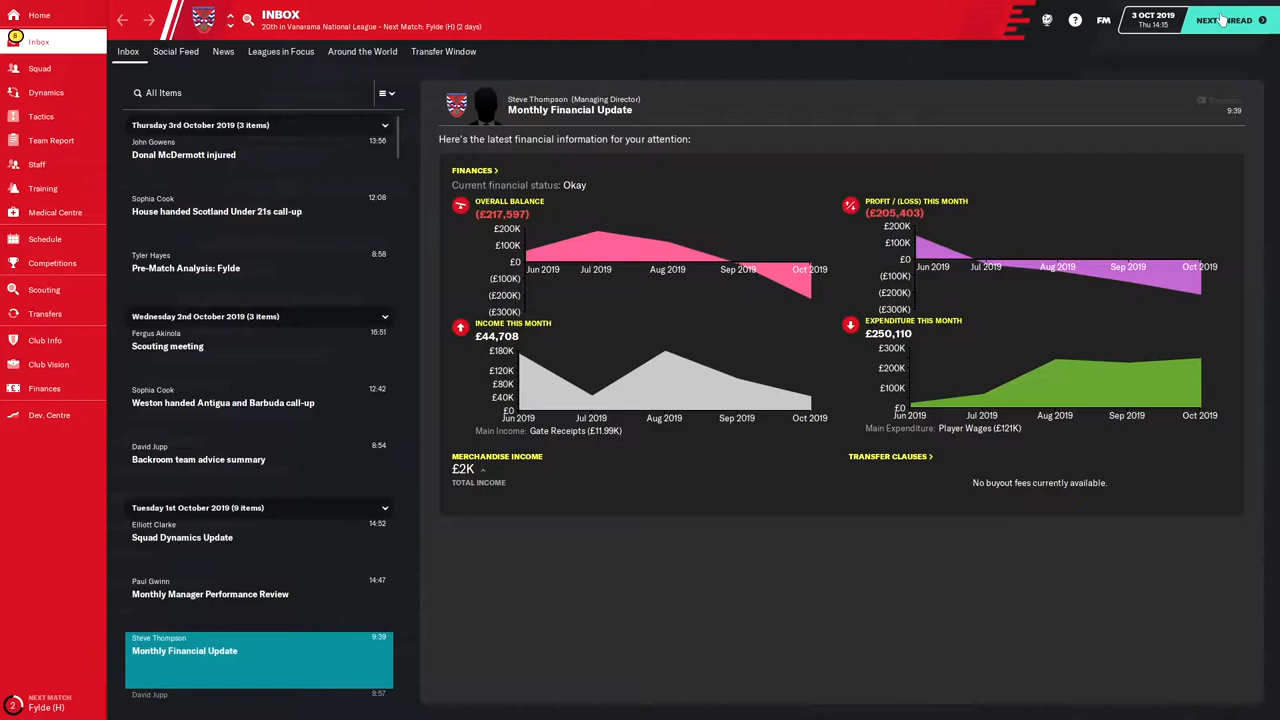 Home
8
Inbox
Squad
Dynamics
Tactics
Team Report
Staff
Training
Medical Centre
Schedule
Competitions
Scouting
Transfers
Club Info
Club Vision
Finances
Dev. Centre
2
NEXT MATCH
Fylde (H)
INBOX
20th in Vanarama National League - Next Match: Fylde (H) (2 days)
?
FM
3 OCT 2019
Thu 14:15
NEXT UNREAD
Inbox
Social Feed
News
Leagues in Focus
Around the World
Transfer Window
All Items
Thursday 3rd October 2019 (3 items)
John Gowens 13:56
Donal McDermott injured
Sophia Cook 12:08
House handed Scotland Under 21s call-up
Tyler Hayes 8:58
Pre-Match Analysis: Fylde
Wednesday 2nd October 2019 (3 items)
Fergus Akinola 16:51
Scouting meeting
Sophia Cook 12:42
Weston handed Antigua and Barbuda call-up
David Jupp 8:54
Backroom team advice summary
Tuesday 1st October 2019 (9 items)
Elliott Clarke 14:52
Squad Dynamics Update
Paul Gwinn 14:47
Monthly Manager Performance Review
Steve Thompson 9:39
Monthly Financial Update
David Jupp 8:57
Steve Thompson (Managing Director)
Monthly Financial Update
9:39
Here's the latest financial information for your attention:
FINANCES >
Current financial status: Okay
OVERALL BALANCE
(£217,597)
£200K
£100K
£0
(£100K)
(£200K)
(£300K)
Jun 2019 Jul 2019 Aug 2019 Sep 2019 Oct 2019
PROFIT / (LOSS) THIS MONTH
(£205,403)
£200K
£100K
£0
(£100K)
(£200K)
(£300K)
Jun 2019 Jul 2019 Aug 2019 Sep 2019 Oct 2019
INCOME THIS MONTH
£44,708
£180K
£120K
£80K
£40K
£0
Jun 2019 Jul 2019 Aug 2019 Sep 2019 Oct 2019
Main Income: Gate Receipts (£11.99K)
EXPENDITURE THIS MONTH
£250,110
£300K
£200K
£100K
£0
Jun 2019 Jul 2019 Aug 2019 Sep 2019 Oct 2019
Main Expenditure: Player Wages (£121K)
MERCHANDISE INCOME
£2K
TOTAL INCOME
TRANSFER CLAUSES >
No buyout fees currently available.